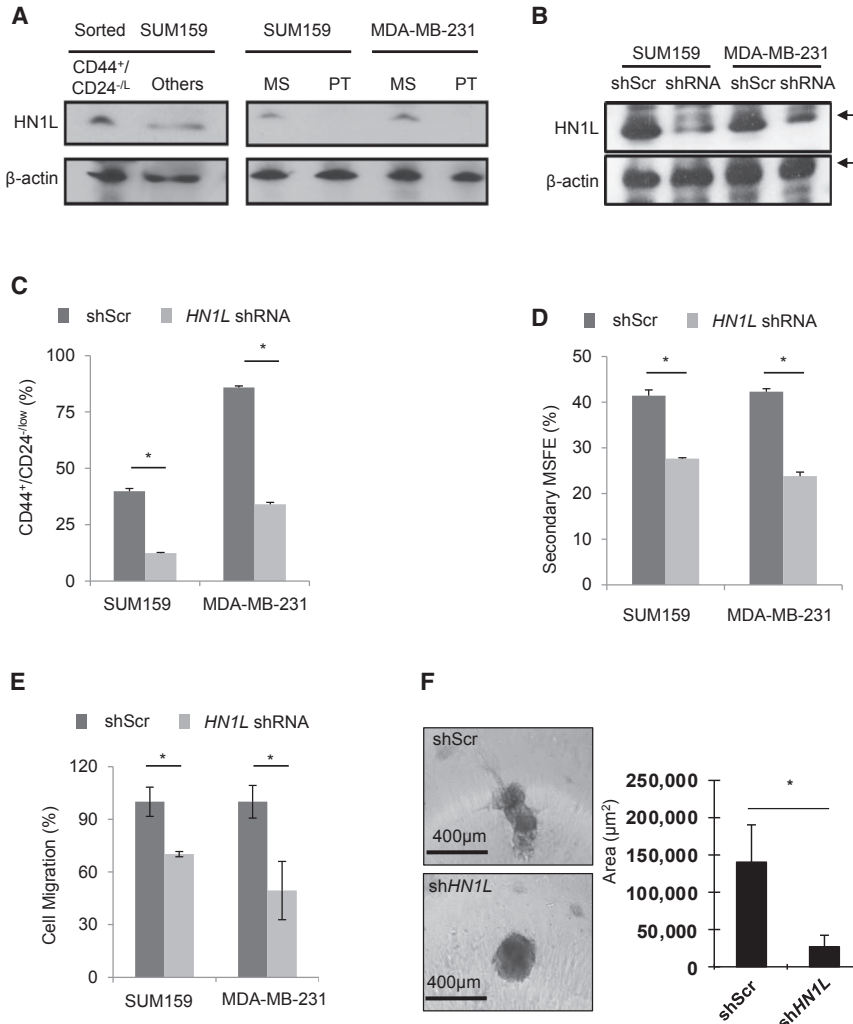 A
Sorted SUM159
CD44+/
CD24-/L
Others
SUM159
MDA-MB-231
MS PT MS PT
HN1L
β-actin
B
SUM159 MDA-MB-231
shScr shRNA shScr shRNA
HN1L
β-actin
C
shScr HN1L shRNA
CD44+/CD24-/low (%)
100
75
50
25
0
*
*
SUM159 MDA-MB-231
D
shScr HN1L shRNA
Secondary MSFE (%)
50
40
30
20
10
0
* *
SUM159 MDA-MB-231
E
shScr HN1L shRNA
Cell Migration (%)
120
90
60
30
0
* *
SUM159 MDA-MB-231
F
shScr
400μm
shHN1L
400μm
Area (μm²)
250,000
200,000
150,000
100,000
50,000
0
*
shScr
shHN1L